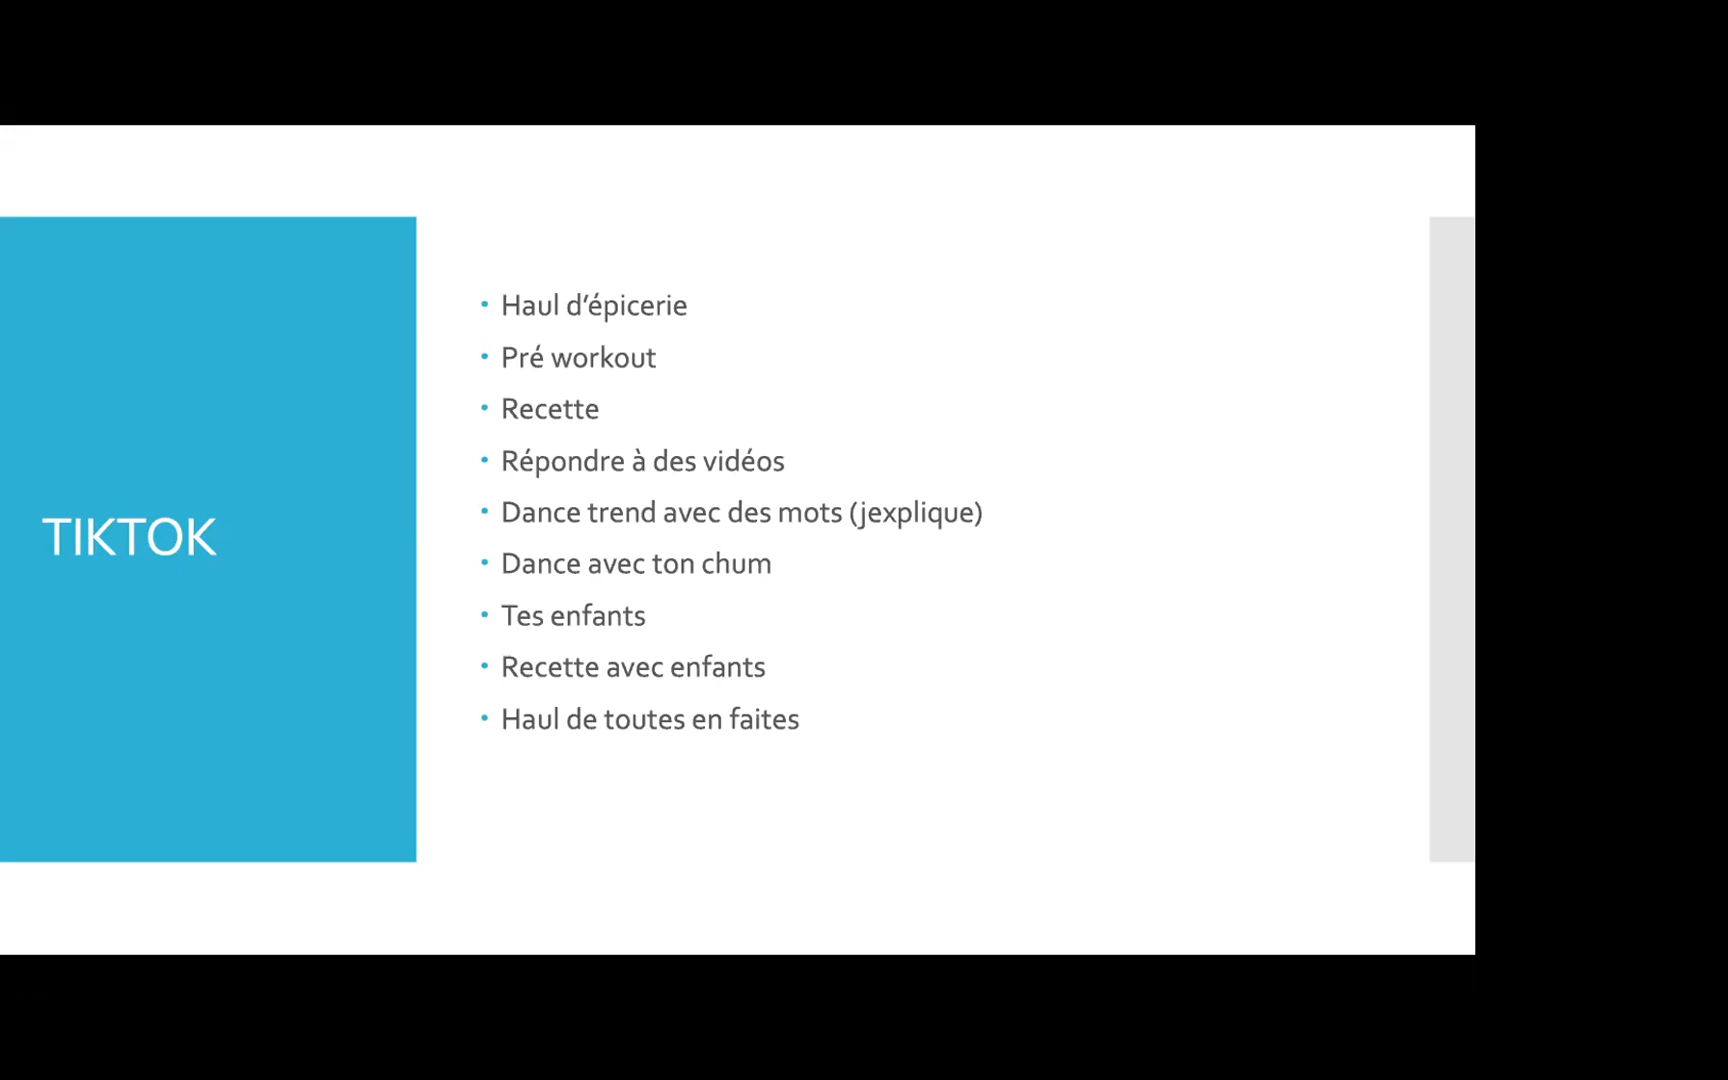 TIKTOK
• Haul d’épicerie
• Pré workout
• Recette
• Répondre à des vidéos
• Dance trend avec des mots (jexplique)
• Dance avec ton chum
• Tes enfants
• Recette avec enfants
• Haul de toutes en faites